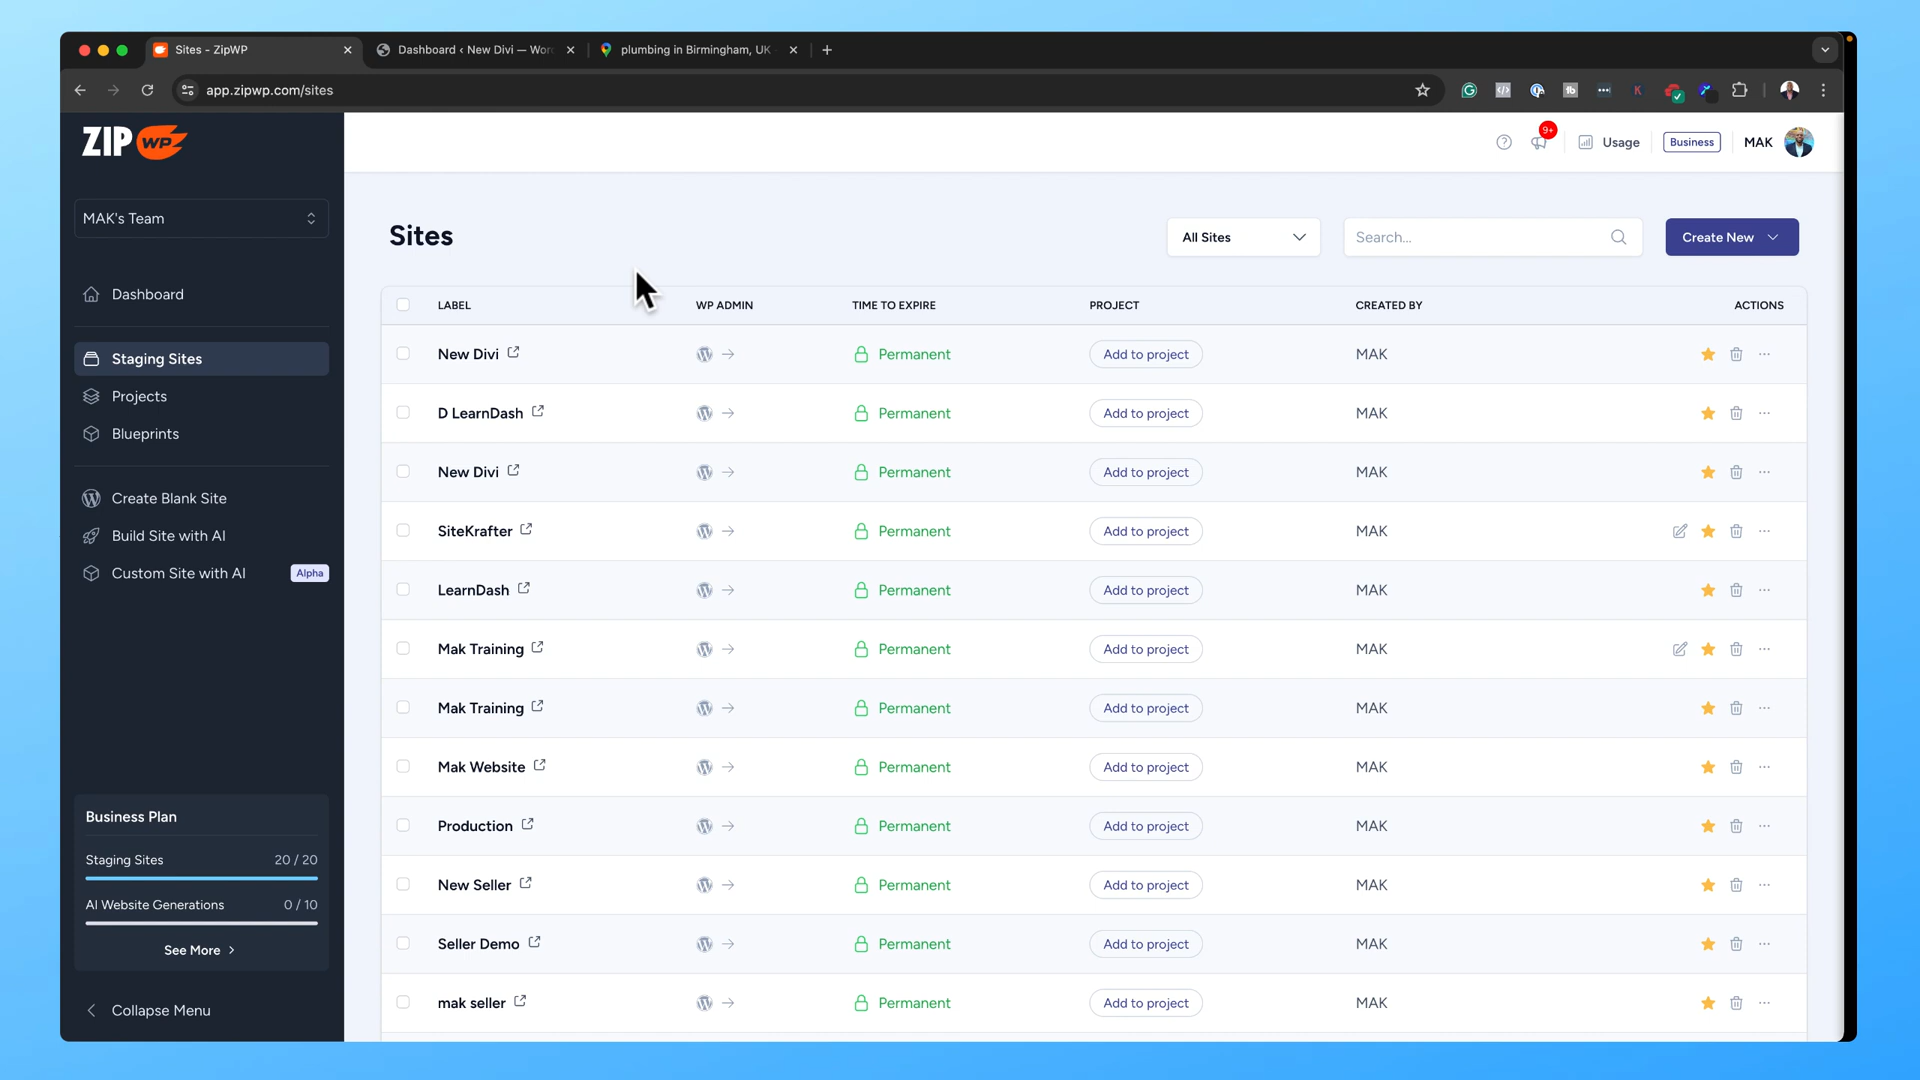 Sites - ZipWP
Dashboard ‹ New Divi — Wor
plumbing in Birmingham, UK
app.zipwp.com/sites
ZIP WP
9+
Usage
Business
MAK
MAK's Team
Sites
All Sites
Search...
Create New
Dashboard
Staging Sites
Projects
Blueprints
Create Blank Site
Build Site with AI
Custom Site with AI Alpha
Business Plan
Staging Sites 20 / 20
AI Website Generations 0 / 10
See More
Collapse Menu
LABEL WP ADMIN TIME TO EXPIRE PROJECT CREATED BY ACTIONS
New Divi Permanent Add to project MAK
D LearnDash Permanent Add to project MAK
New Divi Permanent Add to project MAK
SiteKrafter Permanent Add to project MAK
LearnDash Permanent Add to project MAK
Mak Training Permanent Add to project MAK
Mak Training Permanent Add to project MAK
Mak Website Permanent Add to project MAK
Production Permanent Add to project MAK
New Seller Permanent Add to project MAK
Seller Demo Permanent Add to project MAK
mak seller Permanent Add to project MAK